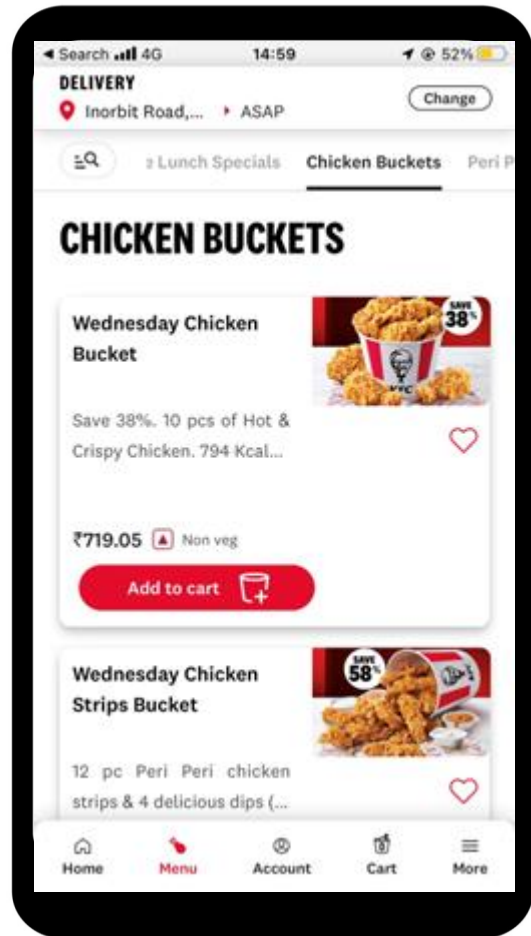 Search 4G 14:59 52%
DELIVERY
Inorbit Road,... ASAP
Change
Lunch Specials Chicken Buckets Peri P
CHICKEN BUCKETS
Wednesday Chicken
Bucket
SAVE
38%
KFC
Save 38%. 10 pcs of Hot &
Crispy Chicken. 794 Kcal...
₹719.05 Non veg
Add to cart
Wednesday Chicken
Strips Bucket
SAVE
58%
12 pc Peri Peri chicken
strips & 4 delicious dips (...
Home Menu Account Cart More